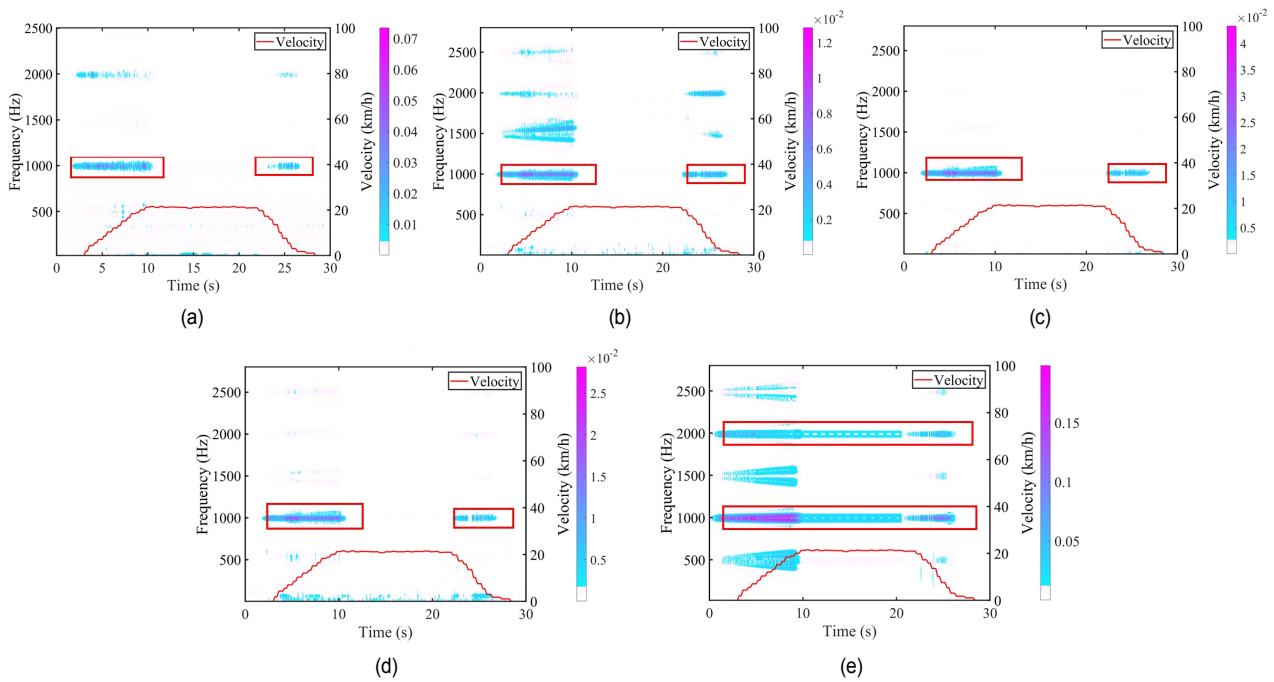 Frequency (Hz)
2500
2000
1500
1000
500
Velocity
100
80
60
40
20
0
Velocity (km/h)
0.07
0.06
0.05
0.04
0.03
0.02
0.01
0 5 10 15 20 25 30
Time (s)
(a)
Frequency (Hz)
2500
2000
1500
1000
500
Velocity
100
80
60
40
20
0
Velocity (km/h)
×10⁻²
1.2
1
0.8
0.6
0.4
0.2
0 10 20 30
Time (s)
(b)
Frequency (Hz)
2500
2000
1500
1000
500
Velocity
100
80
60
40
20
0
Velocity (km/h)
×10⁻²
4
3.5
3
2.5
2
1.5
1
0.5
0 10 20 30
Time (s)
(c)
Frequency (Hz)
2500
2000
1500
1000
500
Velocity
100
80
60
40
20
0
Velocity (km/h)
×10⁻²
2.5
2
1.5
1
0.5
0 10 20 30
Time (s)
(d)
Frequency (Hz)
2500
2000
1500
1000
500
Velocity
100
80
60
40
20
0
Velocity (km/h)
0.15
0.1
0.05
0 10 20 30
Time (s)
(e)